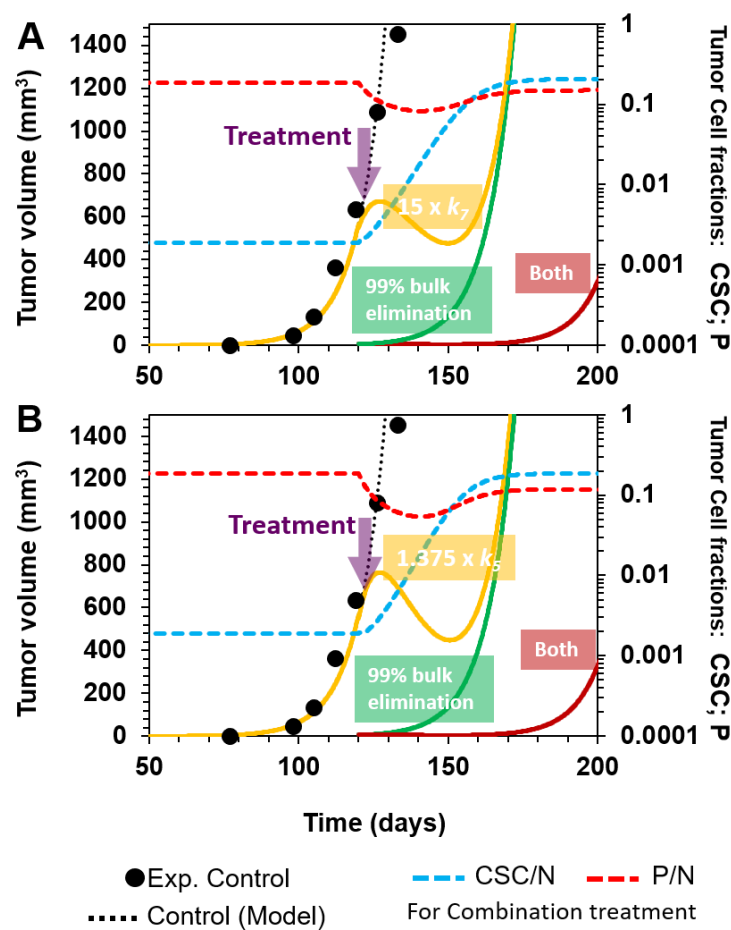 A
Tumor volume (mm3)
1400
1200
1000
800
600
400
200
0
50
100
150
200
1
0.1
0.01
0.001
0.0001
Tumor Cell fractions: CSC; P
Treatment
15 x k7
99% bulk
elimination
Both
B
Tumor volume (mm3)
1400
1200
1000
800
600
400
200
0
50
100
150
200
1
0.1
0.01
0.001
0.0001
Tumor Cell fractions: CSC; P
Treatment
1.375 x k5
99% bulk
elimination
Both
Time (days)
Exp. Control
CSC/N
P/N
Control (Model)
For Combination treatment